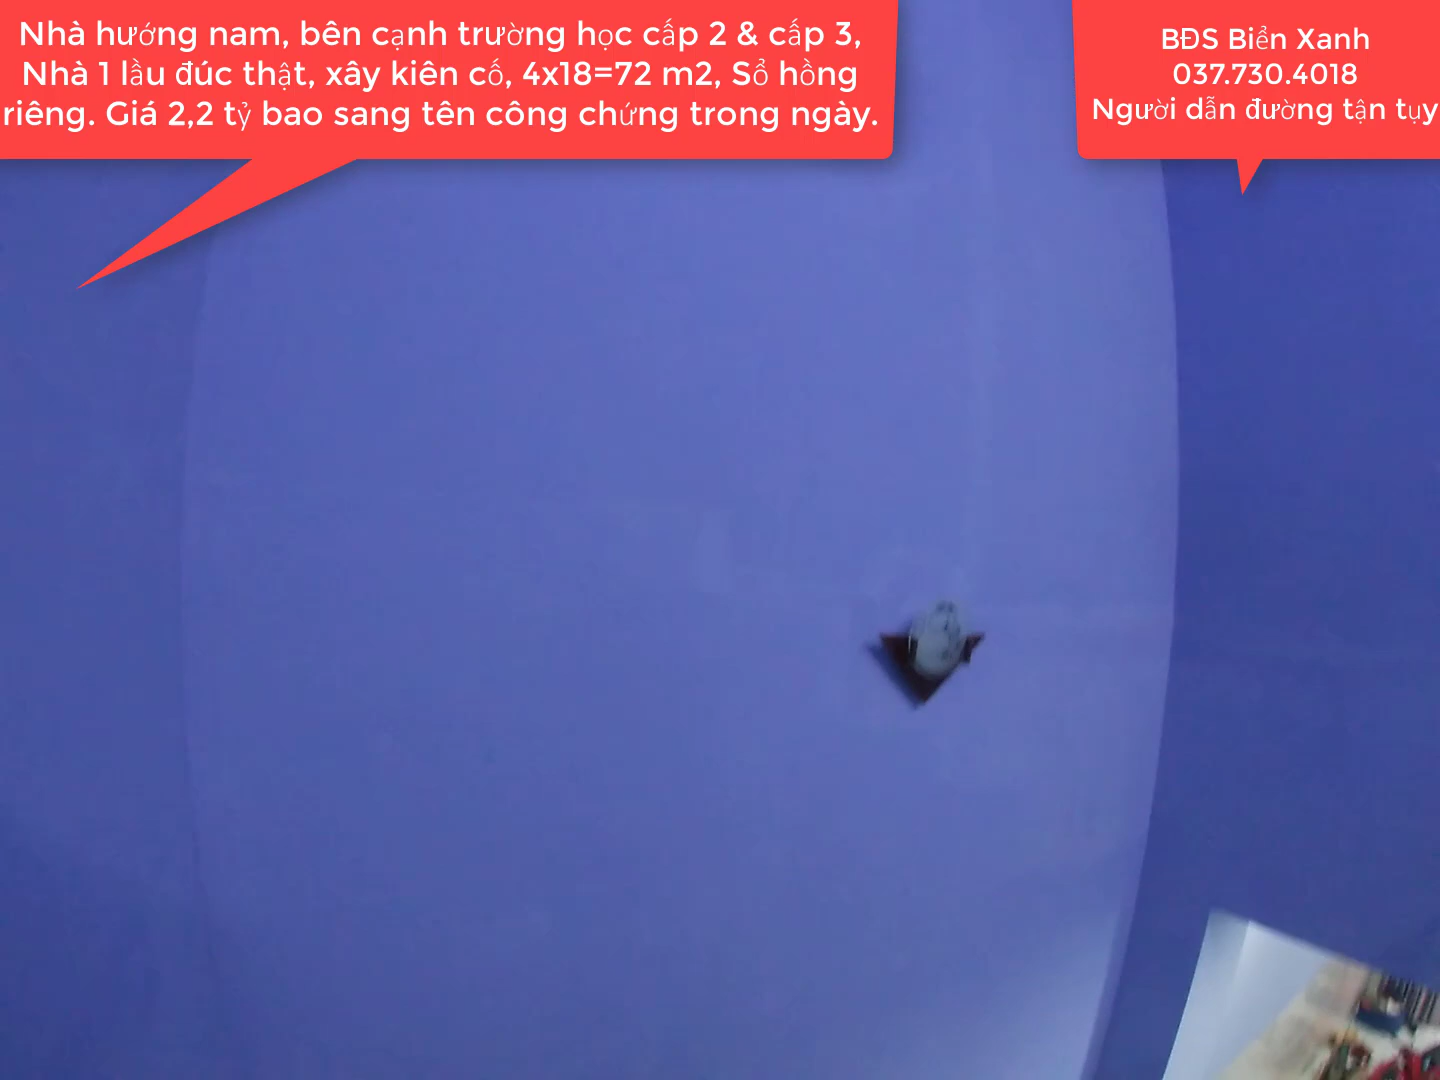 Nhà hướng nam, bên cạnh trường học cấp 2 & cấp 3,
Nhà 1 lầu đúc thật, xây kiên cố, 4x18=72 m2, Sổ hồng
riêng. Giá 2,2 tỷ bao sang tên công chứng trong ngày.
BĐS Biển Xanh
037.730.4018
Người dẫn đường tận tụy